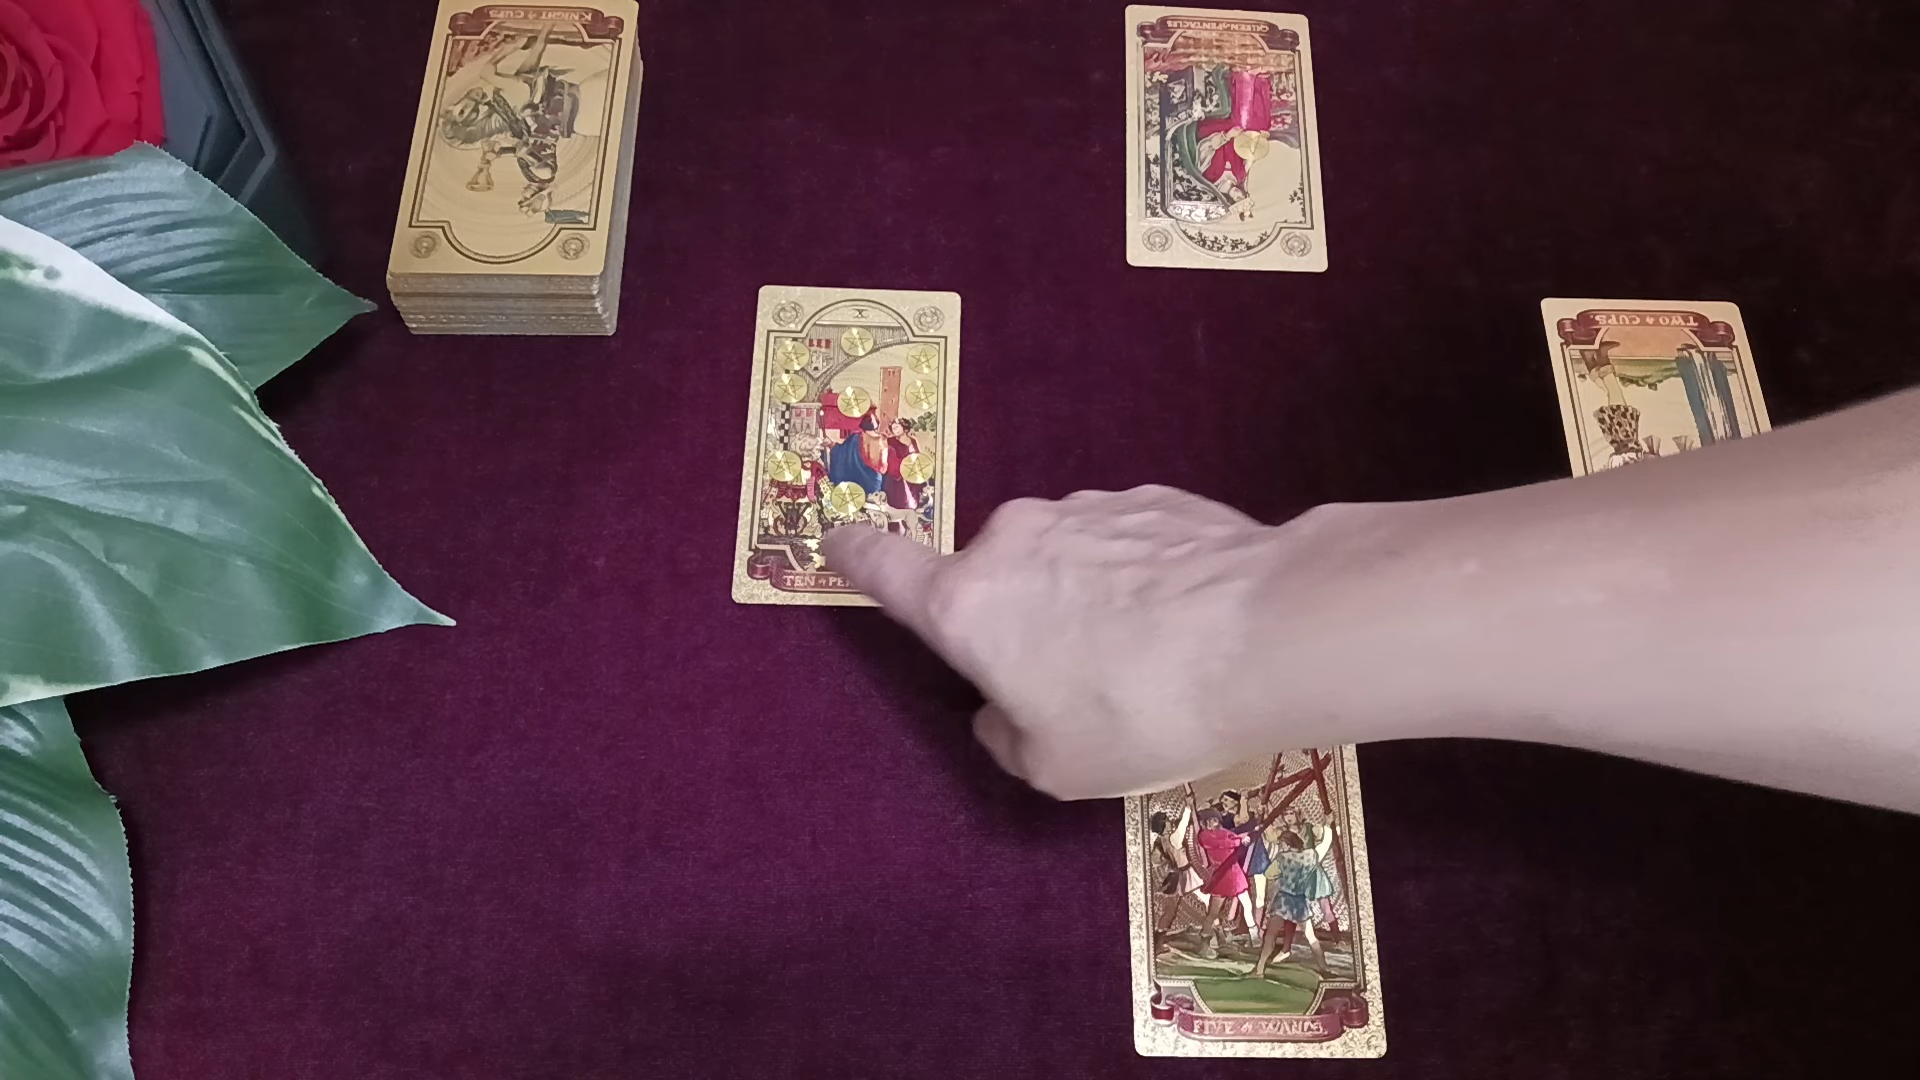 KNIGHT of CUPS
QUEEN of PENTACLES
TWO of CUPS.
X
TEN of PE
FIVE of WANDS.